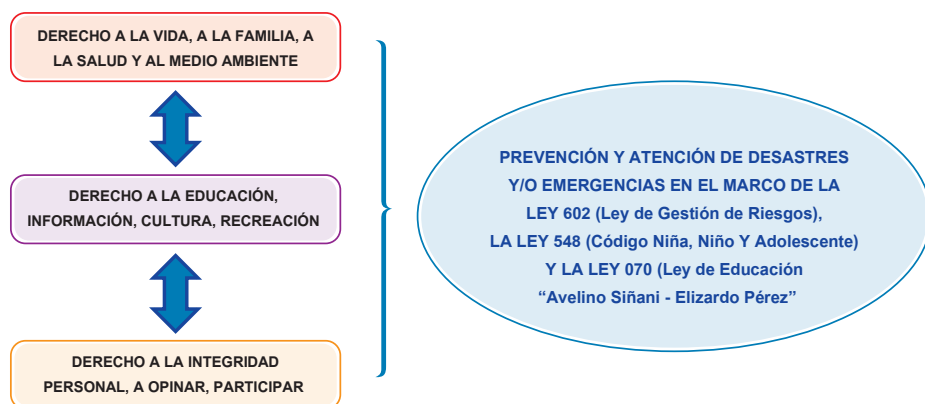 DERECHO A LA VIDA, A LA FAMILIA, A
LA SALUD Y AL MEDIO AMBIENTE
DERECHO A LA EDUCACIÓN,
INFORMACIÓN, CULTURA, RECREACIÓN
DERECHO A LA INTEGRIDAD
PERSONAL, A OPINAR, PARTICIPAR
PREVENCIÓN Y ATENCIÓN DE DESASTRES
Y/O EMERGENCIAS EN EL MARCO DE LA
LEY 602 (Ley de Gestión de Riesgos),
LA LEY 548 (Código Niña, Niño Y Adolescente)
Y LA LEY 070 (Ley de Educación
“Avelino Siñani - Elizardo Pérez”